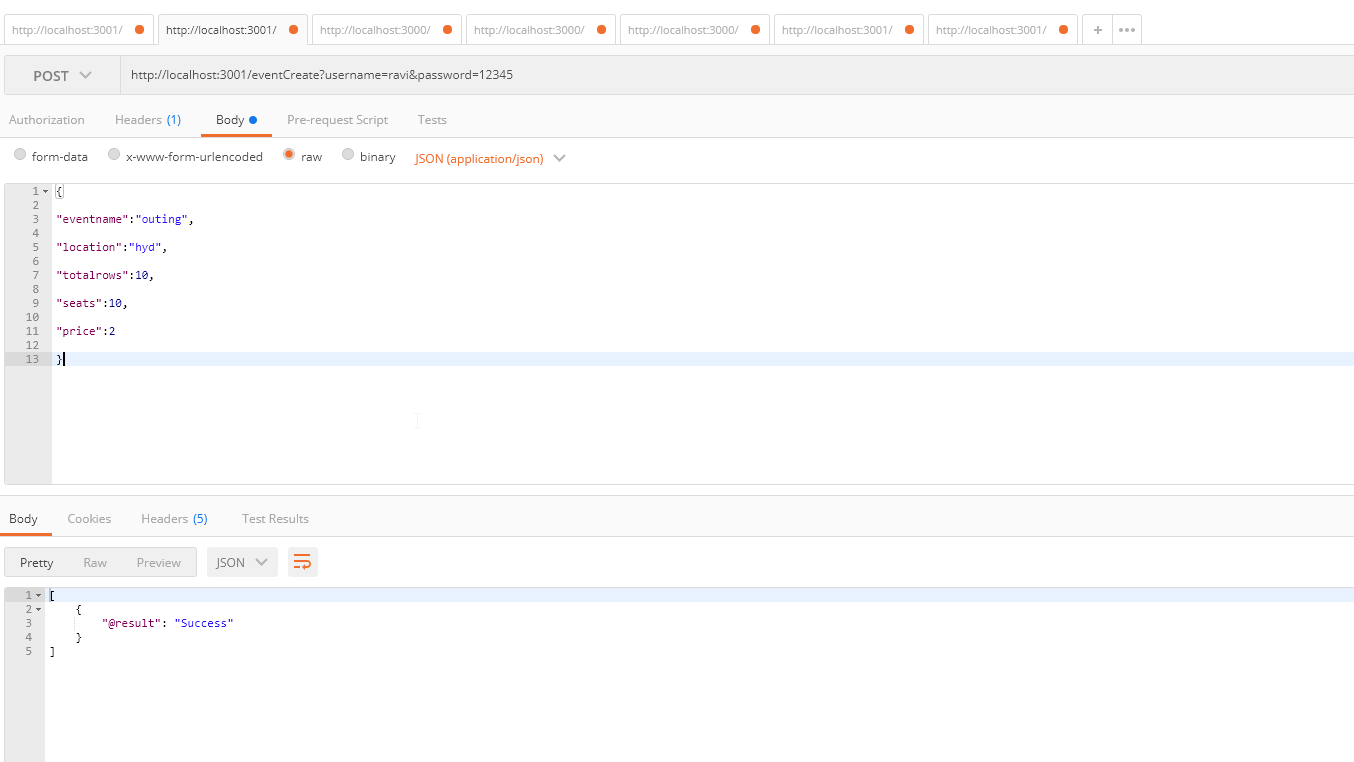 http://localhost:3001/ http://localhost:3001/ http://localhost:3000/ http://localhost:3000/ http://localhost:3000/ http://localhost:3001/ http://localhost:3001/ + •••
POST http://localhost:3001/eventCreate?username=ravi&password=12345
Authorization Headers (1) Body Pre-request Script Tests
form-data x-www-form-urlencoded raw binary JSON (application/json)
1 {
2
3 "eventname":"outing",
4
5 "location":"hyd",
6
7 "totalrows":10,
8
9 "seats":10,
10
11 "price":2
12
13 }
Body Cookies Headers (5) Test Results
Pretty Raw Preview JSON
1 [
2 {
3 "@result": "Success"
4 }
5 ]